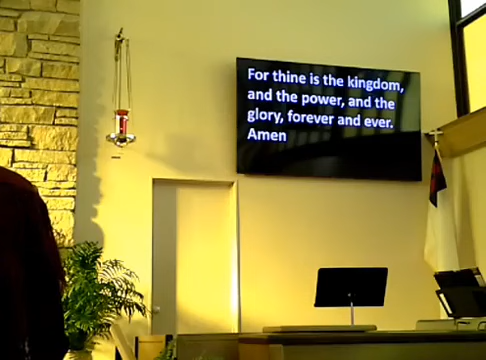 For thine is the kingdom,
and the power, and the
glory, forever and ever.
Amen